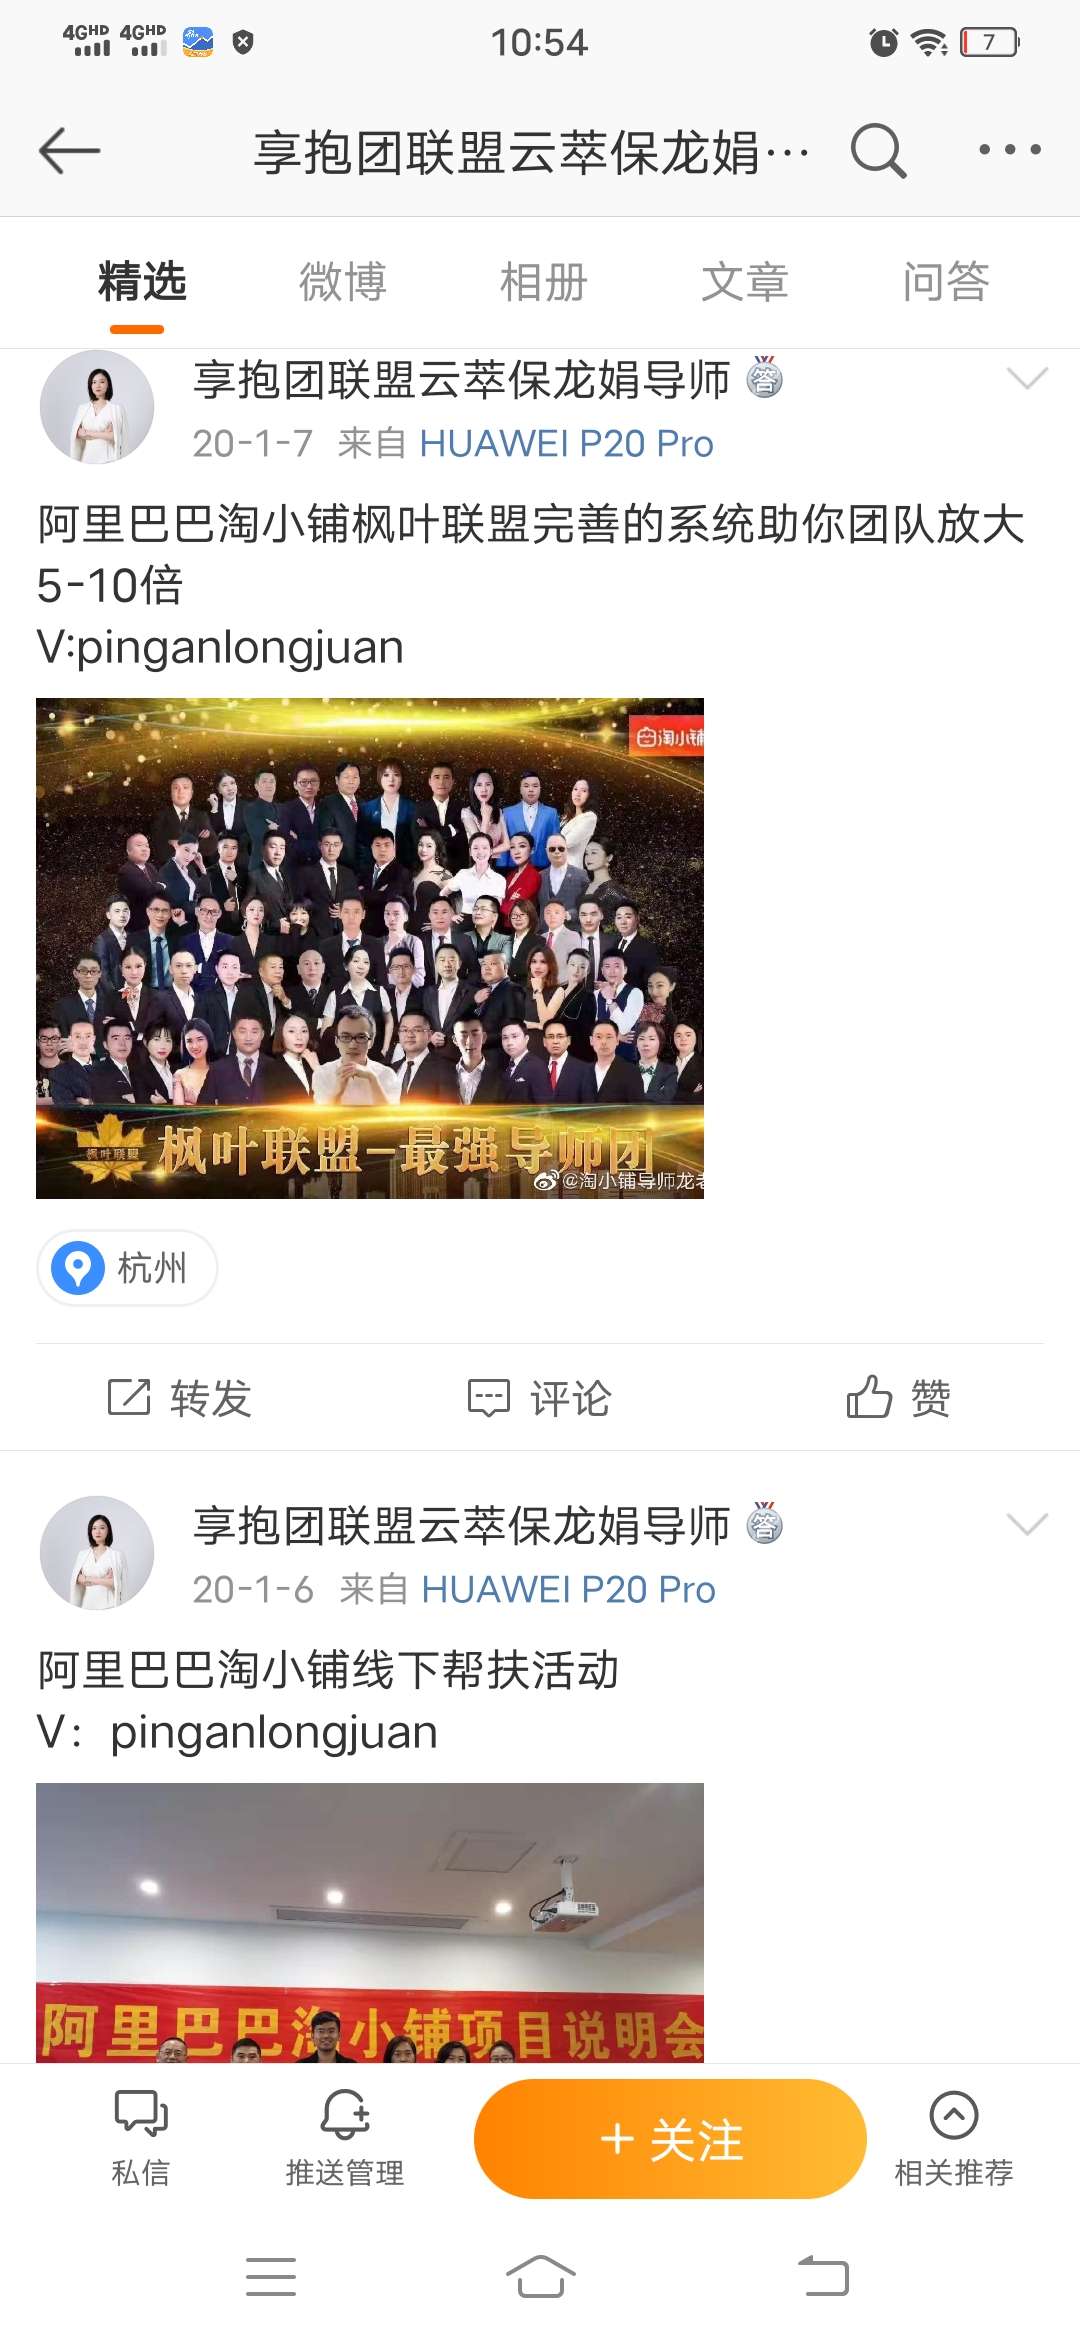 4GHD 4GHD 10:54 7
享抱团联盟云萃保龙娟···
精选 微博 相册 文章 问答
享抱团联盟云萃保龙娟导师 答
20-1-7 来自 HUAWEI P20 Pro
阿里巴巴淘小铺枫叶联盟完善的系统助你团队放大
5-10倍
V:pinganlongjuan
淘小铺
枫叶联盟
枫叶联盟-最强导师团
@淘小铺导师龙老
杭州
转发 评论 赞
享抱团联盟云萃保龙娟导师 答
20-1-6 来自 HUAWEI P20 Pro
阿里巴巴淘小铺线下帮扶活动
V：pinganlongjuan
阿里巴巴淘小铺项目说明会
私信 推送管理 +关注 相关推荐